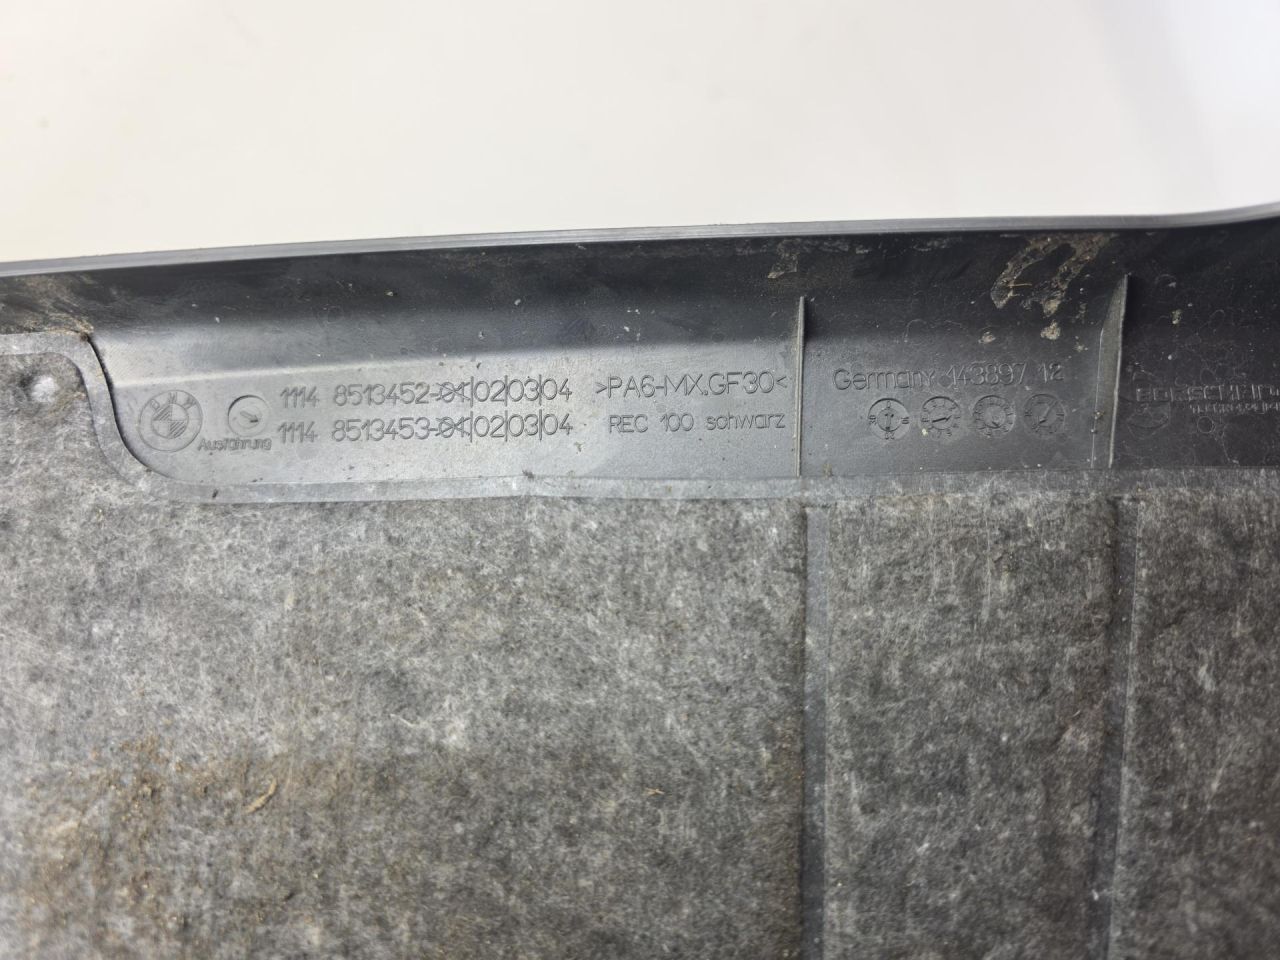 BMW
Ausführung
1114 8513452-01|02|03|04
1114 8513453-01|02|03|04
>PA6-MX.GF30<
REC 100 schwarz
Germany 143897 12